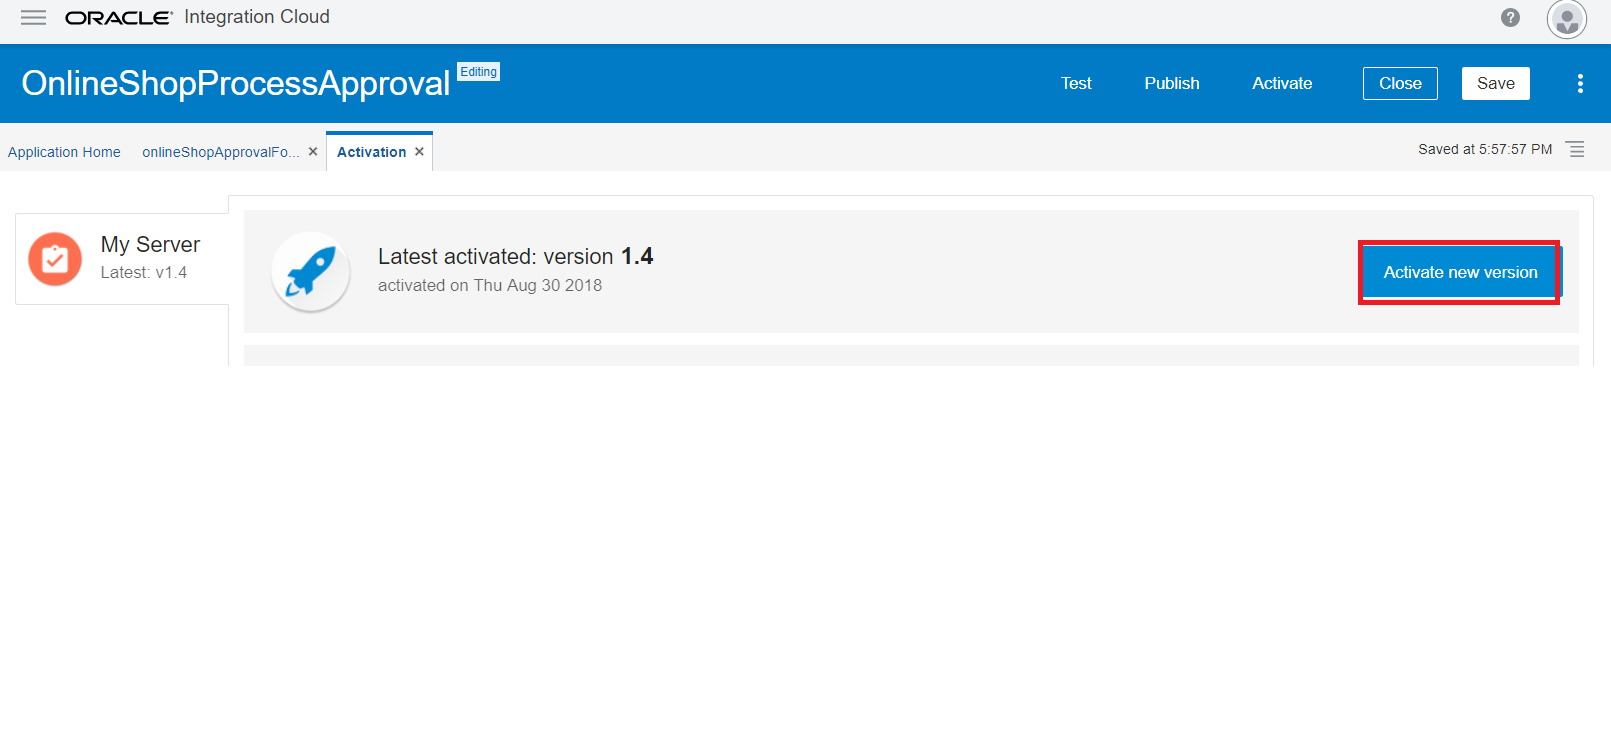 ORACLE Integration Cloud
?
OnlineShopProcessApproval Editing
Test Publish Activate Close Save
Application Home onlineShopApprovalFo... × Activation ×
Saved at 5:57:57 PM
My Server
Latest: v1.4
Latest activated: version 1.4
activated on Thu Aug 30 2018
Activate new version